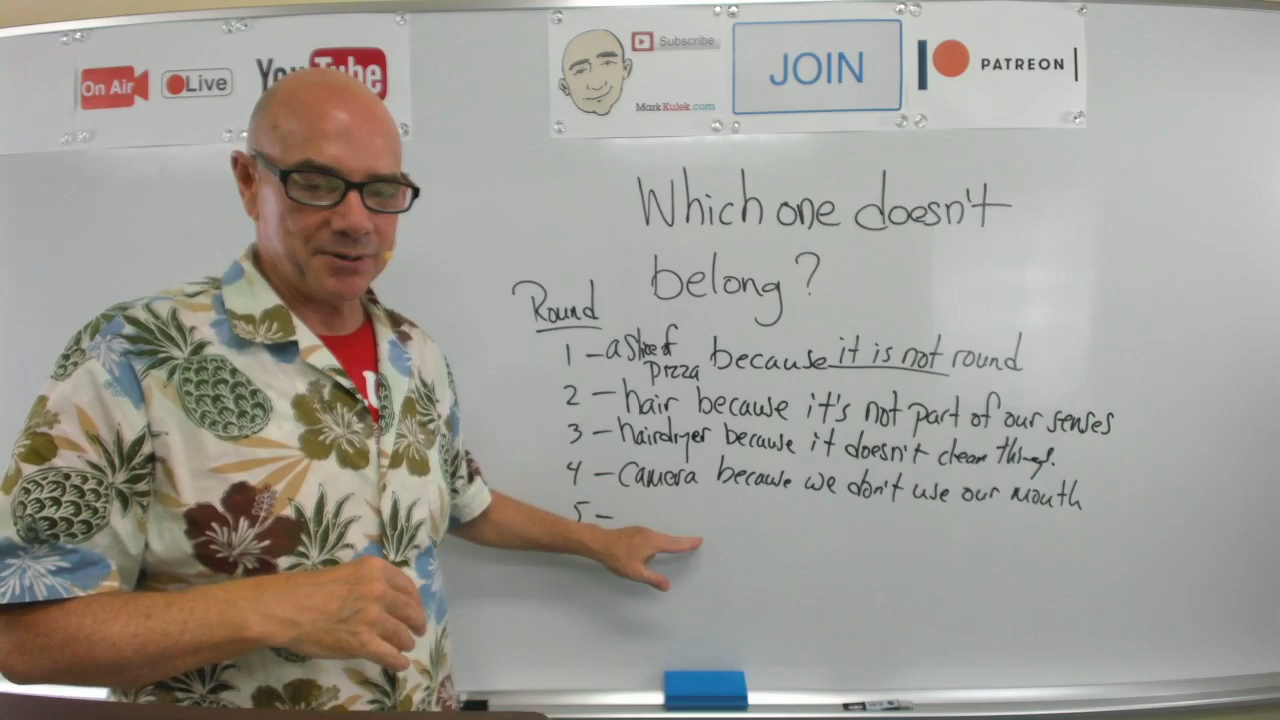 On Air
Live
YouTube
Subscribe
MarkKulek.com
JOIN
PATREON
Which one doesn't
belong?
Round
1 – a slice of
pizza because it is not round
2 – hair because it's not part of our senses
3 – hairdryer because it doesn't clean things.
4 – camera because we don't use our mouth
5 –